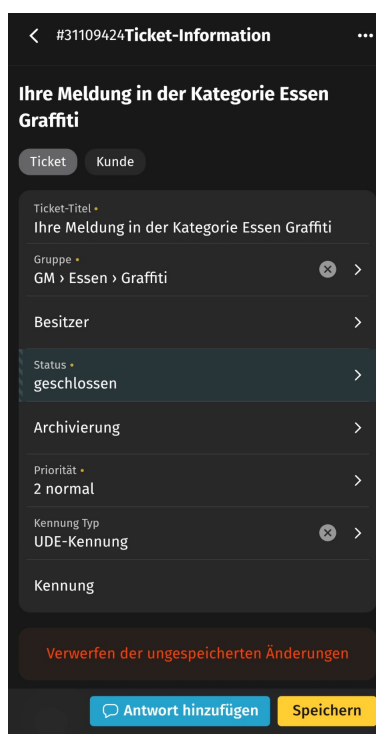 #31109424Ticket-Information
Ihre Meldung in der Kategorie Essen
Graffiti
Ticket
Kunde
Ticket-Titel
Ihre Meldung in der Kategorie Essen Graffiti
Gruppe
GM › Essen › Graffiti
Besitzer
Status
geschlossen
Archivierung
Priorität
2 normal
Kennung Typ
UDE-Kennung
Kennung
Verwerfen der ungespeicherten Änderungen
Antwort hinzufügen
Speichern